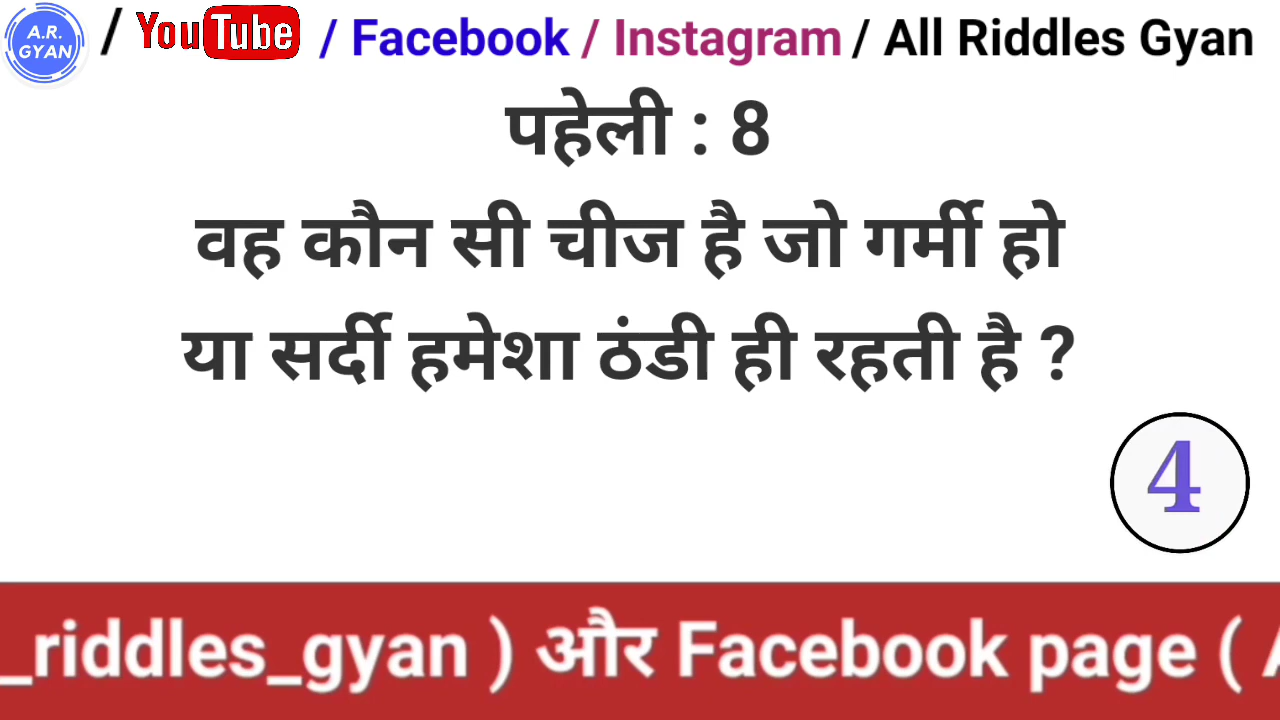 A.R. GYAN / YouTube / Facebook / Instagram / All Riddles Gyan
पहेली : 8
वह कौन सी चीज है जो गर्मी हो
या सर्दी हमेशा ठंडी ही रहती है ?
4
_riddles_gyan ) और Facebook page (